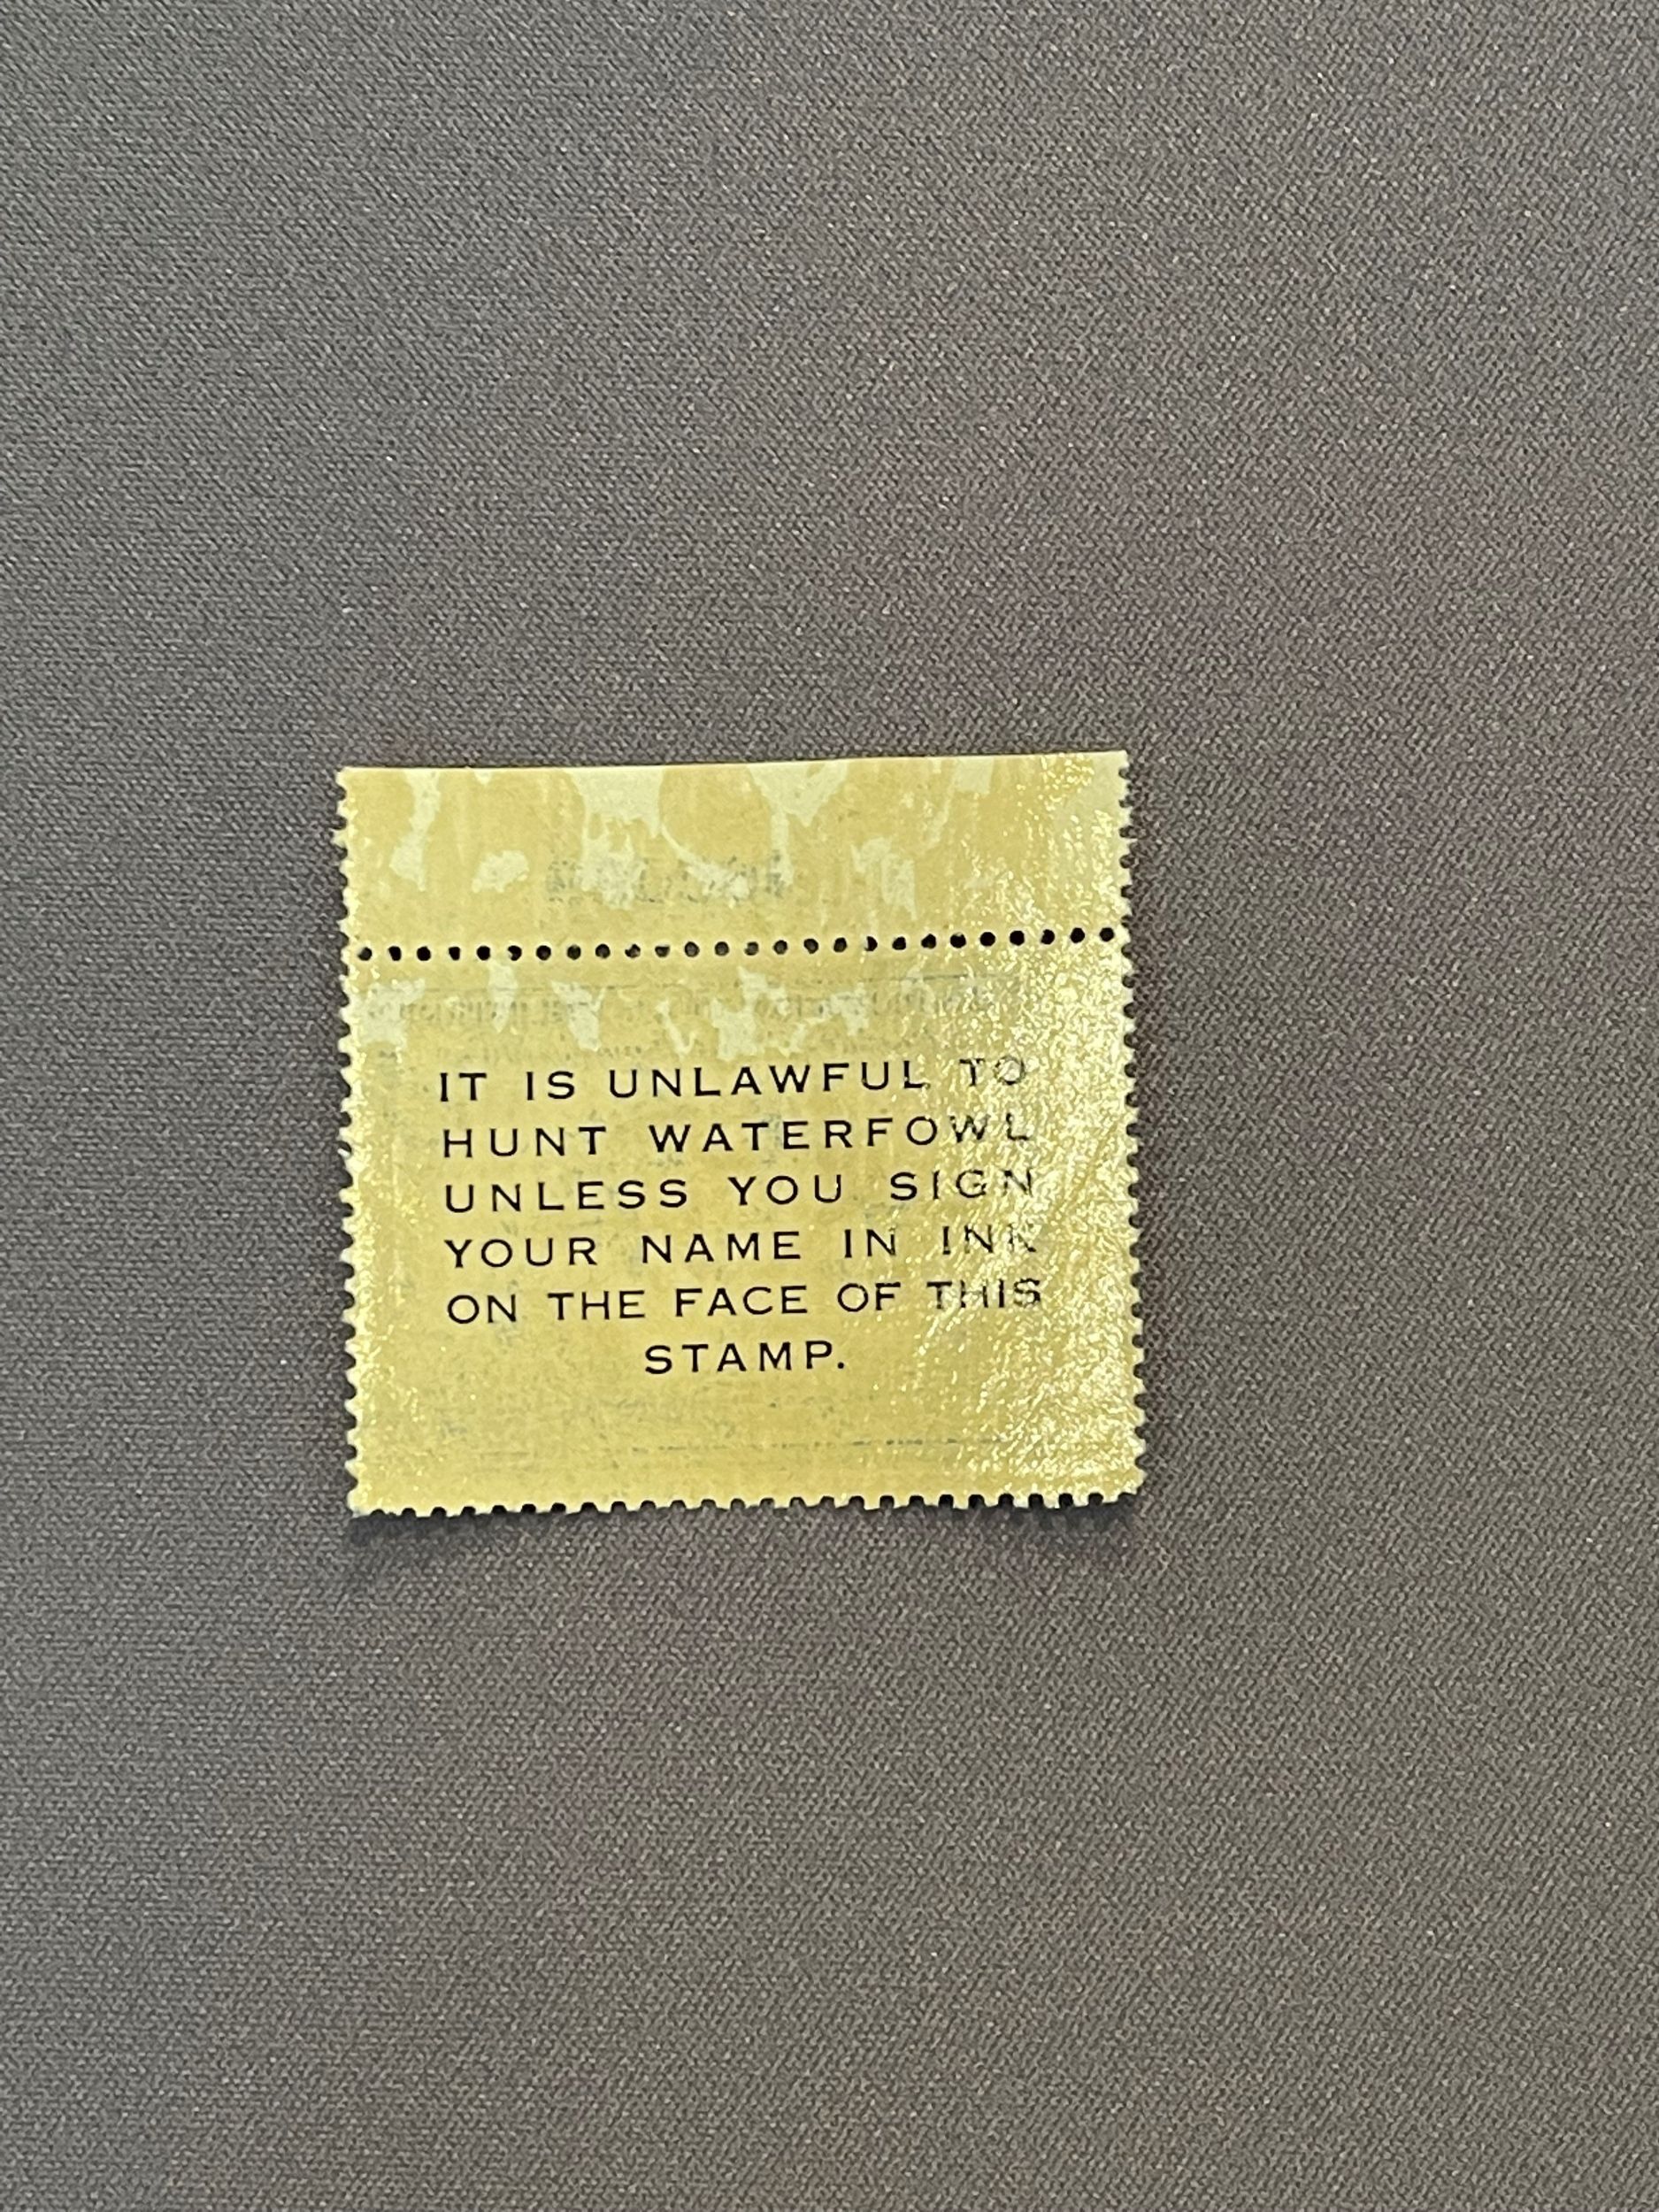 IT IS UNLAWFUL TO
HUNT WATERFOWL
UNLESS YOU SIGN
YOUR NAME IN INK
ON THE FACE OF THIS
STAMP.